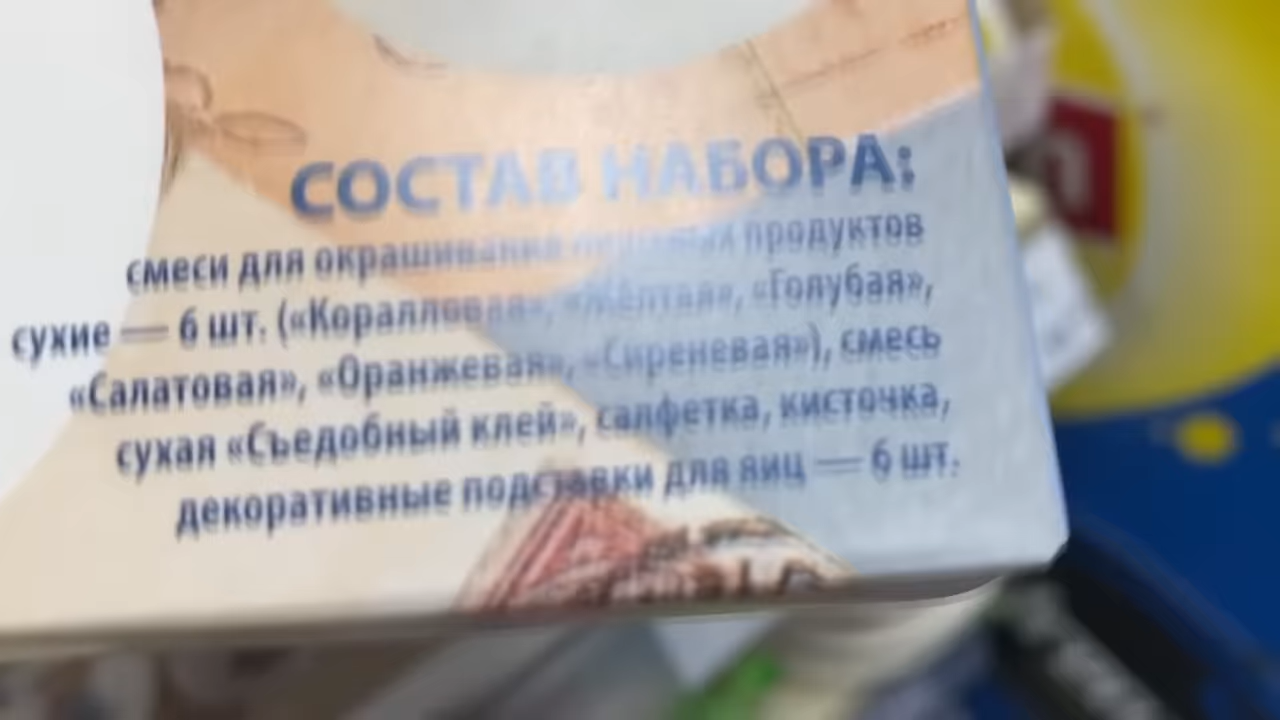 СОСТАВ НАБОРА:
смеси для окрашивания пищевых продуктов
сухие — 6 шт. («Коралловая», «Жёлтая», «Голубая»,
«Салатовая», «Оранжевая», «Сиреневая»), смесь
сухая «Съедобный клей», салфетка, кисточка,
декоративные подставки для яиц — 6 шт.